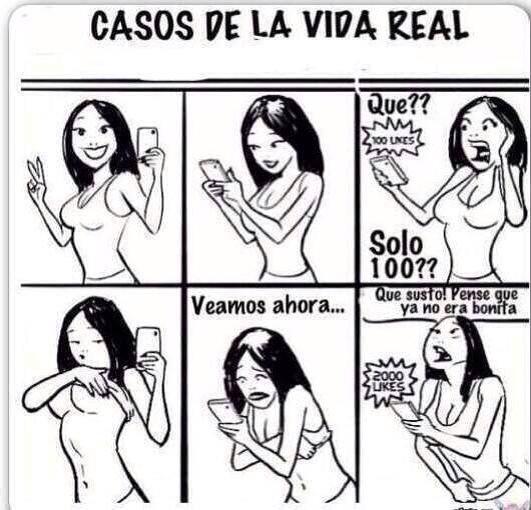 CASOS DE LA VIDA REAL
Que??
100 LIKES
Solo
100??
Veamos ahora...
Que susto! Pense que
ya no era bonita
2000
LIKES